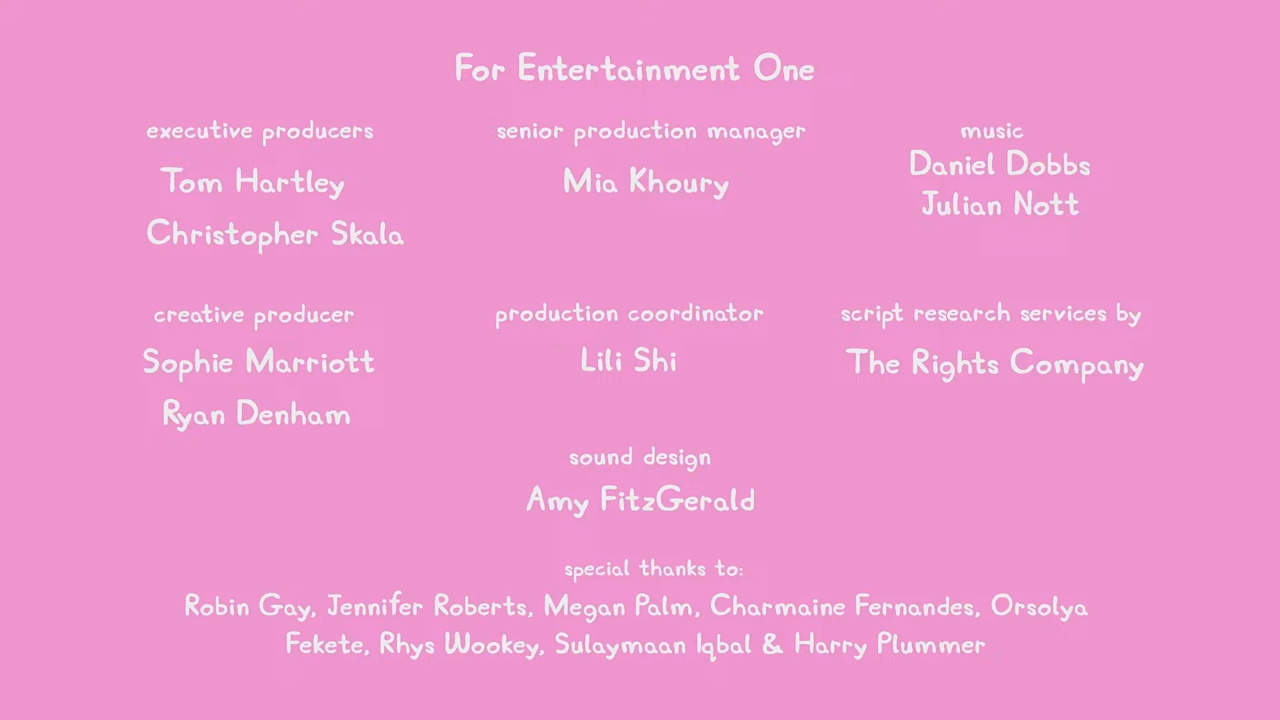 For Entertainment One
executive producers
Tom Hartley
Christopher Skala
senior production manager
Mia Khoury
music
Daniel Dobbs
Julian Nott
creative producer
Sophie Marriott
Ryan Denham
production coordinator
Lili Shi
script research services by
The Rights Company
sound design
Amy FitzGerald
special thanks to:
Robin Gay, Jennifer Roberts, Megan Palm, Charmaine Fernandes, Orsolya
Fekete, Rhys Wookey, Sulaymaan Iqbal & Harry Plummer